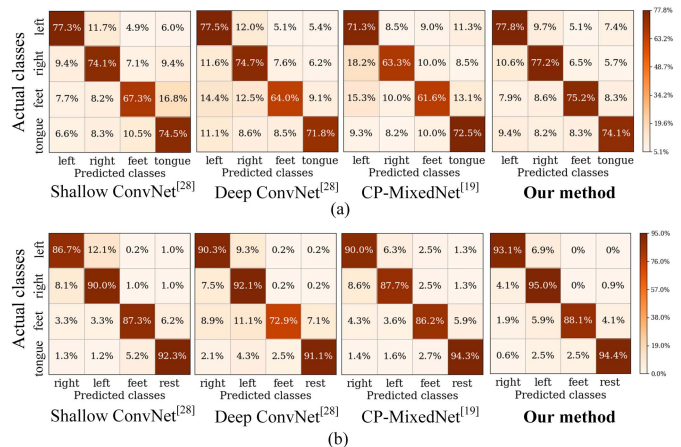 77.3% 11.7% 4.9% 6.0% 77.5% 12.0% 5.1% 5.4% 71.3% 8.5% 9.0% 11.3% 77.8% 9.7% 5.1% 7.4% 77.8%
left
9.4% 74.1% 7.1% 9.4% 11.6% 74.7% 7.6% 6.2% 18.2% 63.3% 10.0% 8.5% 10.6% 77.2% 6.5% 5.7% 63.3%
right
48.7%
7.7% 8.2% 67.3% 16.8% 14.4% 12.5% 64.0% 9.1% 15.3% 10.0% 61.6% 13.1% 7.9% 8.6% 75.2% 8.3% 34.2%
feet
6.6% 8.3% 10.5% 74.5% 11.1% 8.6% 8.5% 71.8% 9.3% 8.2% 10.0% 72.5% 9.4% 8.2% 8.3% 74.1% 19.6%
tongue
5.1%
Actual classes
left right feet tongue left right feet tongue left right feet tongue left right feet tongue
Predicted classes Predicted classes Predicted classes Predicted classes
Shallow ConvNet[28] Deep ConvNet[28] CP-MixedNet[19] Our method
(a)
86.7% 12.1% 0.2% 1.0% 90.3% 9.3% 0.2% 0.2% 90.0% 6.3% 2.5% 1.3% 93.1% 6.9% 0% 0% 95.0%
left
8.1% 90.0% 1.0% 1.0% 7.5% 92.1% 0.2% 0.2% 8.6% 87.7% 2.5% 1.3% 4.1% 95.0% 0% 0.9% 80.0%
right
60.0%
3.3% 3.3% 87.3% 6.2% 8.9% 11.1% 72.9% 7.1% 4.3% 3.6% 86.2% 5.9% 1.9% 5.9% 88.1% 4.1% 40.0%
feet
1.3% 1.2% 5.2% 92.3% 2.1% 4.3% 2.5% 91.1% 1.4% 1.6% 2.7% 94.3% 0.6% 2.5% 2.5% 94.4% 20.0%
tongue
0.0%
Actual classes
right left feet rest right left feet rest right left feet rest right left feet rest
Predicted classes Predicted classes Predicted classes Predicted classes
Shallow ConvNet[28] Deep ConvNet[28] CP-MixedNet[19] Our method
(b)